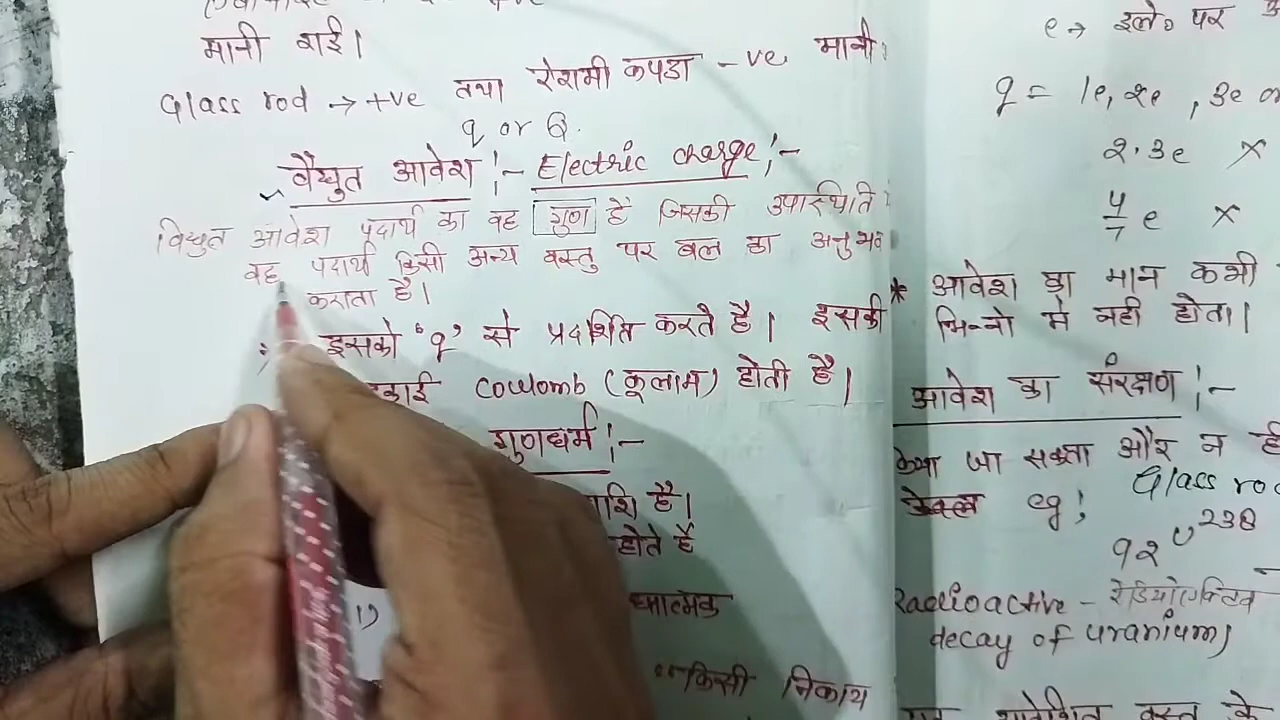 मानी गई।
Glass rod → +ve तथा रेशमी कपडा -ve मानी
q or Q.
वैद्युत आवेश :- Electric charge :-
विद्युत आवेश पदार्थ का वह गुण हैं जिसकी उपास्थिति
वह पदार्थ किसी अन्य वस्तु पर बल का अनुभव
कराता है।
इसको 'q' से प्रदर्शित करते है। इसकी
coulomb (कूलाम) होती है।
गुणधर्म :-
है।
होते है
किसी निकाय
e → इले० पर
q = 1e, 2e, 3e or
2.3e ×
4/7 e ×
* आवेश का मान कभी
भिन्नो मे नही होता।
आवेश का संरक्षण :-
किया जा सकता और न ही
eg: Glass rod
92 U 238
Radioactive - रेडियोएक्टिव
decay of uranium)